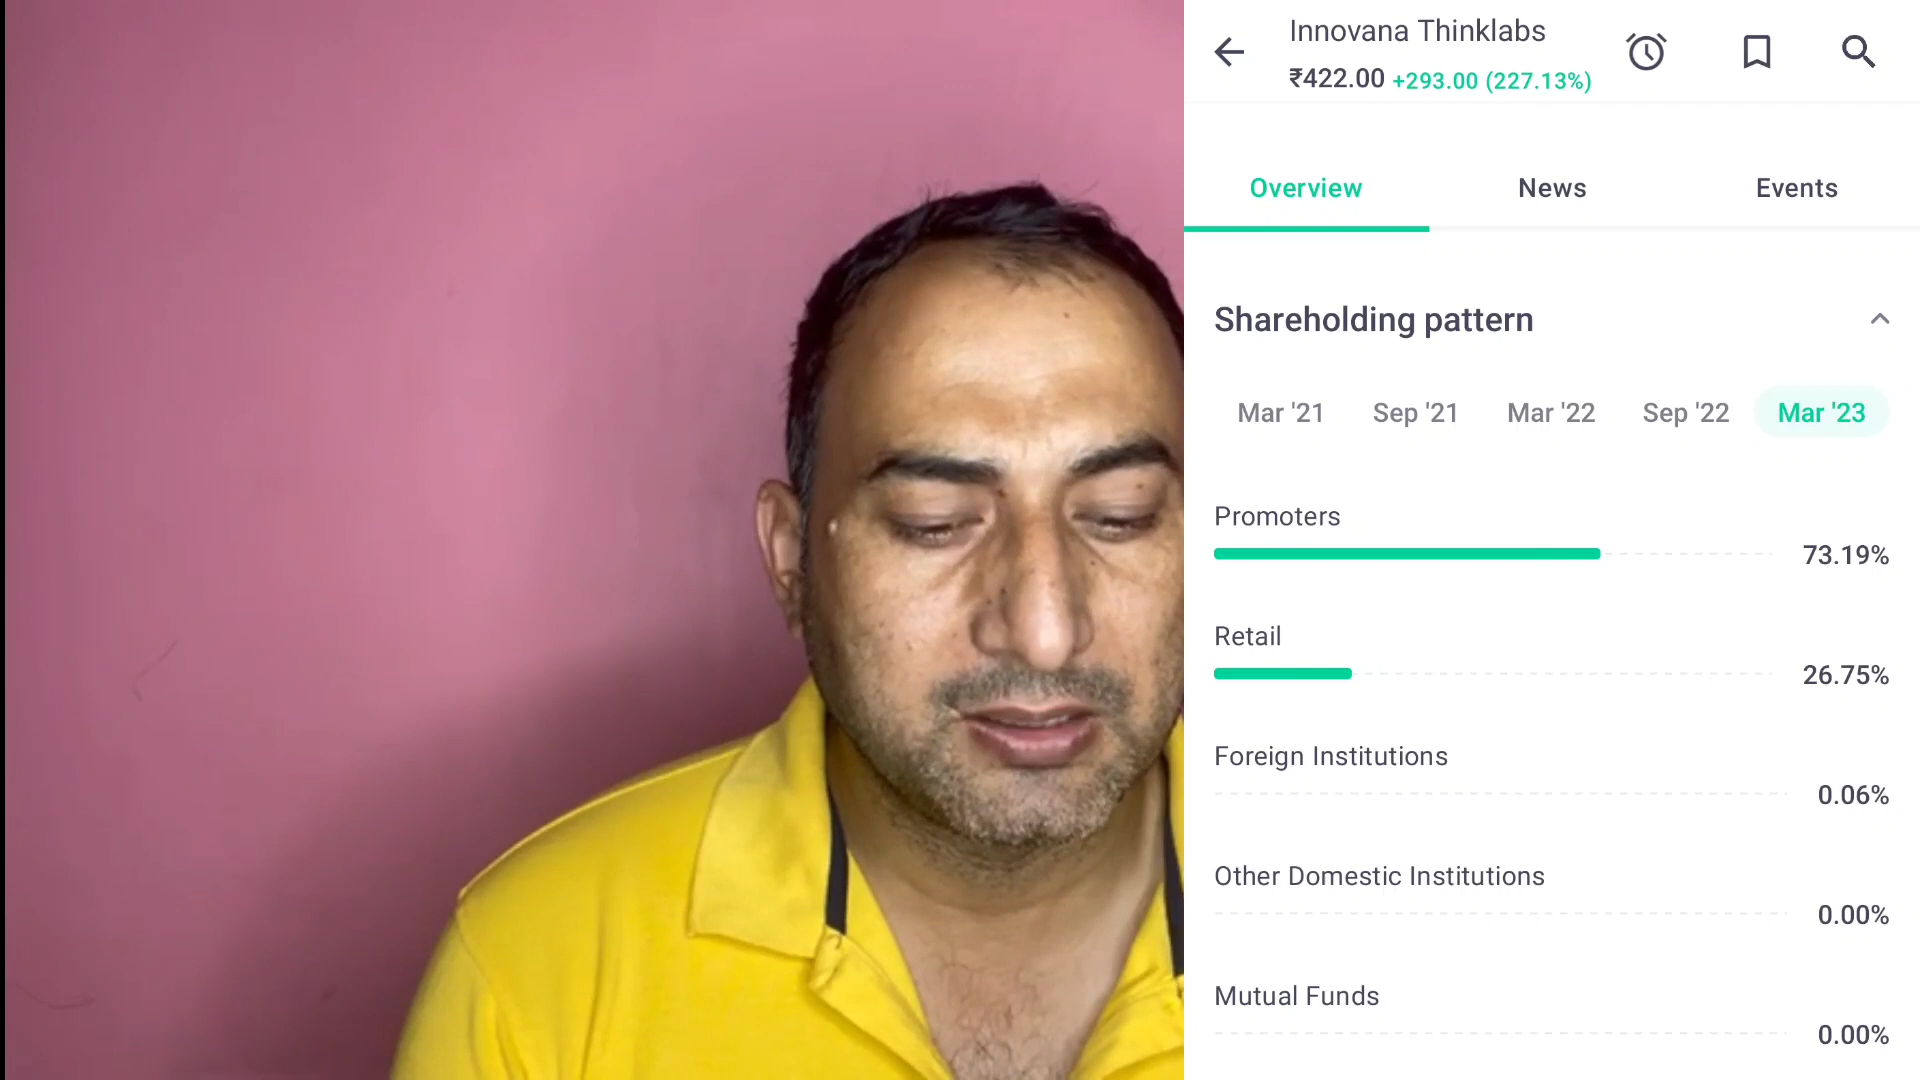 Innovana Thinklabs
₹422.00 +293.00 (227.13%)
Overview News Events
Shareholding pattern
Mar '21 Sep '21 Mar '22 Sep '22 Mar '23
Promoters
73.19%
Retail
26.75%
Foreign Institutions
0.06%
Other Domestic Institutions
0.00%
Mutual Funds
0.00%